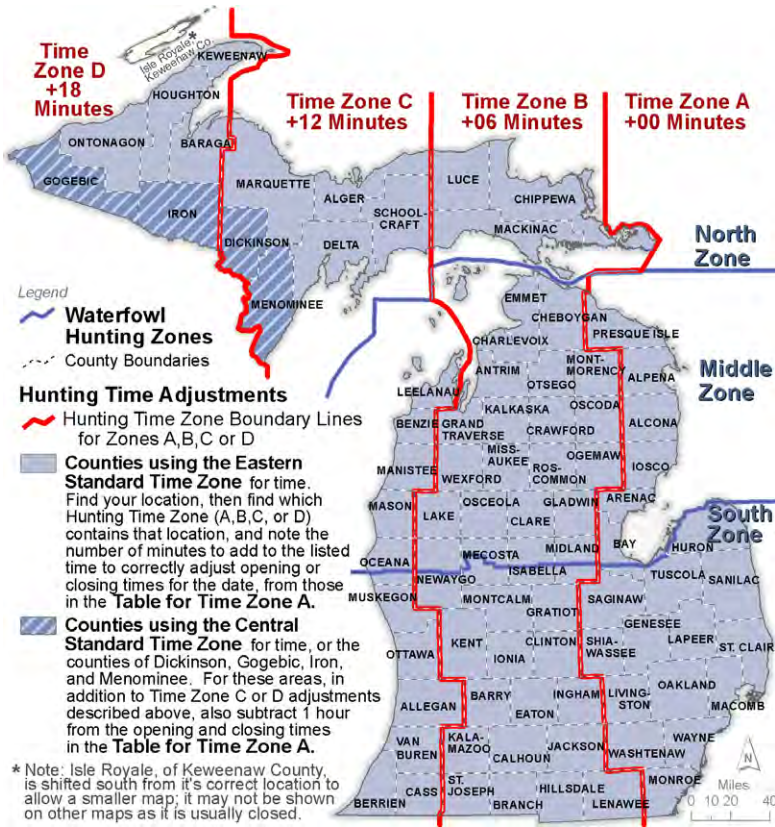 Time
Zone D
+18
Minutes
Isle Royale, *
Keweenaw Co.
Time Zone C
+12 Minutes
Time Zone B
+06 Minutes
Time Zone A
+00 Minutes
KEWEENAW
HOUGHTON
ONTONAGON
BARAGA
GOGEBIC
IRON
MARQUETTE
ALGER
LUCE
CHIPPEWA
SCHOOL-
CRAFT
MACKINAC
DICKINSON
DELTA
MENOMINEE
North
Zone
EMMET
CHEBOYGAN
PRESQUE ISLE
CHARLEVOIX
ANTRIM
MONT-
MORENCY
ALPENA
OTSEGO
LEELANAU
KALKASKA
OSCODA
BENZIE
GRAND
TRAVERSE
CRAWFORD
ALCONA
MISS-
AUKEE
OGEMAW
MANISTEE
WEXFORD
ROS-
COMMON
IOSCO
Middle
Zone
MASON
LAKE
OSCEOLA
CLARE
GLADWIN
ARENAC
South
Zone
OCEANA
MECOSTA
MIDLAND
BAY
HURON
NEWAYGO
ISABELLA
TUSCOLA
SANILAC
MUSKEGON
MONTCALM
GRATIOT
SAGINAW
GENESEE
LAPEER
ST. CLAIR
OTTAWA
KENT
IONIA
CLINTON
SHIA-
WASSEE
ALLEGAN
BARRY
EATON
INGHAM
LIVING-
STON
OAKLAND
MACOMB
VAN
BUREN
KALA-
MAZOO
CALHOUN
JACKSON
WASHTENAW
WAYNE
BERRIEN
CASS
ST.
JOSEPH
BRANCH
HILLSDALE
LENAWEE
MONROE
N
Miles
0 10 20 40
Legend
Waterfowl
Hunting Zones
County Boundaries
Hunting Time Adjustments
Hunting Time Zone Boundary Lines
for Zones A,B,C or D
Counties using the Eastern
Standard Time Zone for time.
Find your location, then find which
Hunting Time Zone (A,B,C, or D)
contains that location, and note the
number of minutes to add to the listed
time to correctly adjust opening or
closing times for the date, from those
in the Table for Time Zone A.
Counties using the Central
Standard Time Zone for time, or the
counties of Dickinson, Gogebic, Iron,
and Menominee. For these areas, in
addition to Time Zone C or D adjustments
described above, also subtract 1 hour
from the opening and closing times
in the Table for Time Zone A.
* Note: Isle Royale, of Keweenaw County,
is shifted south from it's correct location to
allow a smaller map; it may not be shown
on other maps as it is usually closed.